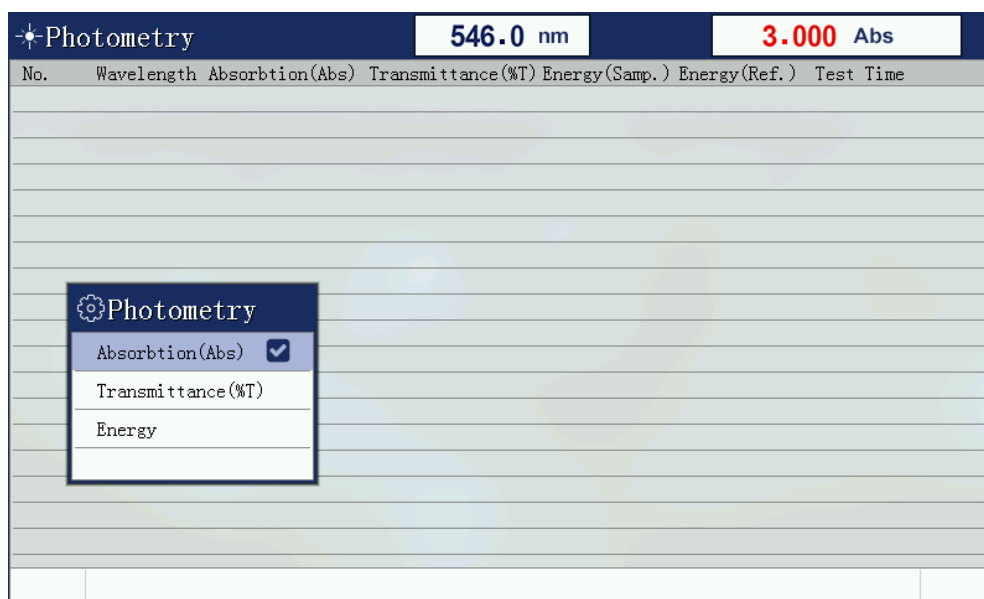 Photometry 546.0 nm 3.000 Abs
No. Wavelength Absorbtion(Abs) Transmittance(%T) Energy(Samp.) Energy(Ref.) Test Time
Photometry
Absorbtion(Abs)
Transmittance(%T)
Energy